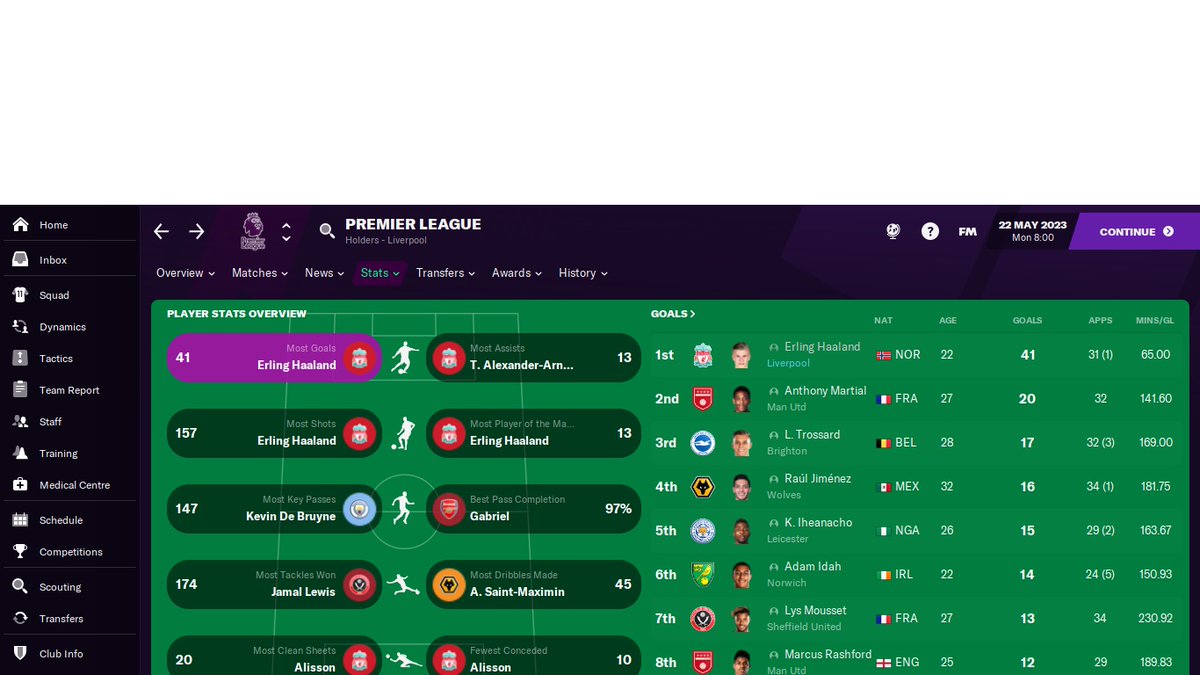 Home
Inbox
Squad
Dynamics
Tactics
Team Report
Staff
Training
Medical Centre
Schedule
Competitions
Scouting
Transfers
Club Info
PREMIER LEAGUE
Holders - Liverpool
FM
22 MAY 2023
Mon 8:00
CONTINUE
Overview Matches News Stats Transfers Awards History
PLAYER STATS OVERVIEW
41 Most Goals
Erling Haaland
Most Assists 13
T. Alexander-Arn...
157 Most Shots
Erling Haaland
Most Player of the Ma... 13
Erling Haaland
147 Most Key Passes
Kevin De Bruyne
Best Pass Completion 97%
Gabriel
174 Most Tackles Won
Jamal Lewis
Most Dribbles Made 45
A. Saint-Maximin
20 Most Clean Sheets
Alisson
Fewest Conceded 10
Alisson
GOALS NAT AGE GOALS APPS MINS/GL
1st Erling Haaland NOR 22 41 31 (1) 65.00
Liverpool
2nd Anthony Martial FRA 27 20 32 141.60
Man Utd
3rd L. Trossard BEL 28 17 32 (3) 169.00
Brighton
4th Raúl Jiménez MEX 32 16 34 (1) 181.75
Wolves
5th K. Iheanacho NGA 26 15 29 (2) 163.67
Leicester
6th Adam Idah IRL 22 14 24 (5) 150.93
Norwich
7th Lys Mousset FRA 27 13 34 230.92
Sheffield United
8th Marcus Rashford ENG 25 12 29 189.83
Man Utd